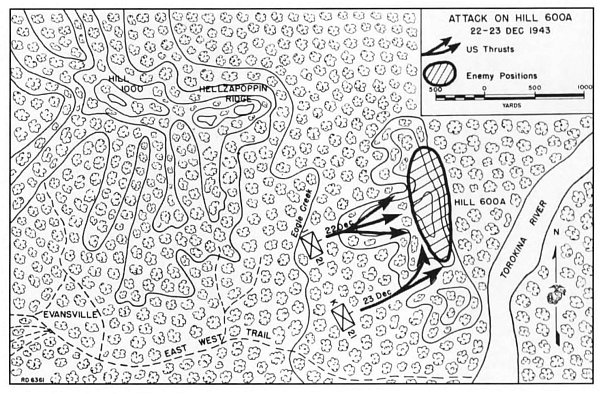 ATTACK ON HILL 600A
22-23 DEC 1943
US Thrusts
Enemy Positions
500 0 500 1000
YARDS
HILL
1000
HELLZAPOPPIN
RIDGE
HILL 600A
TOROKINA RIVER
N
Eagle Creek
22 Dec
I
21
23 Dec
K
21
EVANSVILLE
EAST WEST TRAIL
RD 6361